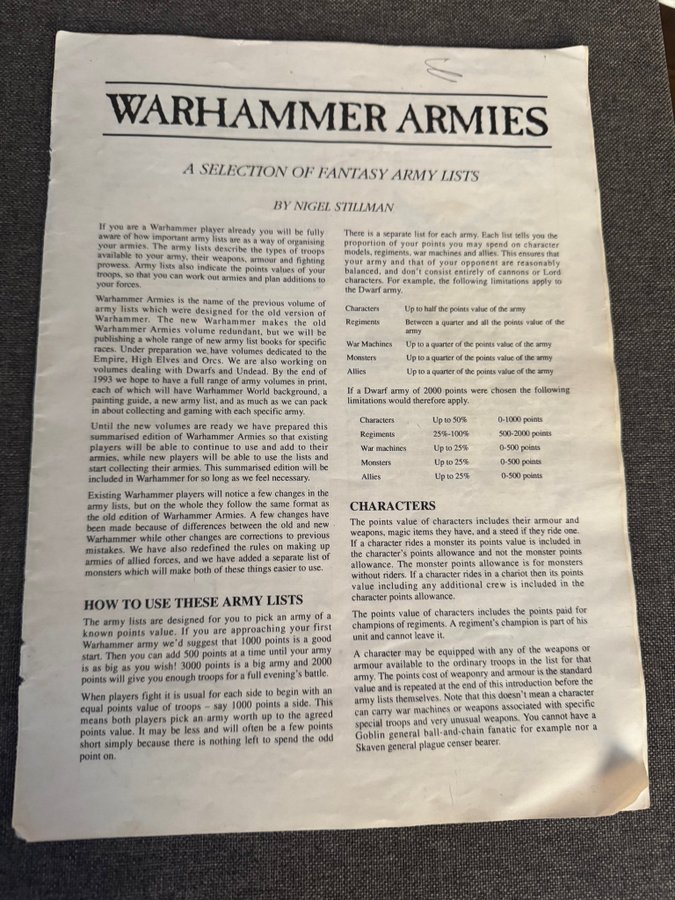 WARHAMMER ARMIES
A SELECTION OF FANTASY ARMY LISTS
BY NIGEL STILLMAN
If you are a Warhammer player already you will be fully
aware of how important army lists are as a way of organising
your armies. The army lists describe the types of troops
available to your army, their weapons, armour and fighting
prowess. Army lists also indicate the points values of your
troops, so that you can work out armies and plan additions to
your forces.
Warhammer Armies is the name of the previous volume of
army lists which were designed for the old version of
Warhammer. The new Warhammer makes the old
Warhammer Armies volume redundant, but we will be
publishing a whole range of new army list books for specific
races. Under preparation we have volumes dedicated to the
Empire, High Elves and Orcs. We are also working on
volumes dealing with Dwarfs and Undead. By the end of
1993 we hope to have a full range of army volumes in print,
each of which will have Warhammer World background, a
painting guide, a new army list, and as much as we can pack
in about collecting and gaming with each specific army.
Until the new volumes are ready we have prepared this
summarised edition of Warhammer Armies so that existing
players will be able to continue to use and add to their
armies, while new players will be able to use the lists and
start collecting their armies. This summarised edition will be
included in Warhammer for so long as we feel necessary.
Existing Warhammer players will notice a few changes in the
army lists, but on the whole they follow the same format as
the old edition of Warhammer Armies. A few changes have
been made because of differences between the old and new
Warhammer while other changes are corrections to previous
mistakes. We have also redefined the rules on making up
armies of allied forces, and we have added a separate list of
monsters which will make both of these things easier to use.
HOW TO USE THESE ARMY LISTS
The army lists are designed for you to pick an army of a
known points value. If you are approaching your first
Warhammer army we'd suggest that 1000 points is a good
start. Then you can add 500 points at a time until your army
is as big as you wish! 3000 points is a big army and 2000
points will give you enough troops for a full evening's battle.
When players fight it is usual for each side to begin with an
equal points value of troops – say 1000 points a side. This
means both players pick an army worth up to the agreed
points value. It may be less and will often be a few points
short simply because there is nothing left to spend the odd
point on.
There is a separate list for each army. Each list tells you the
proportion of your points you may spend on character
models, regiments, war machines and allies. This ensures that
your army and that of your opponent are reasonably
balanced, and don't consist entirely of cannons or Lord
characters. For example, the following limitations apply to
the Dwarf army.
Characters Up to half the points value of the army
Regiments Between a quarter and all the points value of the
army
War Machines Up to a quarter of the points value of the army
Monsters Up to a quarter of the points value of the army
Allies Up to a quarter of the points value of the army
If a Dwarf army of 2000 points were chosen the following
limitations would therefore apply.
Characters Up to 50% 0-1000 points
Regiments 25%-100% 500-2000 points
War machines Up to 25% 0-500 points
Monsters Up to 25% 0-500 points
Allies Up to 25% 0-500 points
CHARACTERS
The points value of characters includes their armour and
weapons, magic items they have, and a steed if they ride one.
If a character rides a monster its points value is included in
the character's points allowance and not the monster points
allowance. The monster points allowance is for monsters
without riders. If a character rides in a chariot then its points
value including any additional crew is included in the
character points allowance.
The points value of characters includes the points paid for
champions of regiments. A regiment's champion is part of his
unit and cannot leave it.
A character may be equipped with any of the weapons or
armour available to the ordinary troops in the list for that
army. The points cost of weaponry and armour is the standard
value and is repeated at the end of this introduction before the
army lists themselves. Note that this doesn't mean a character
can carry war machines or weapons associated with specific
special troops and very unusual weapons. You cannot have a
Goblin general ball-and-chain fanatic for example nor a
Skaven general plague censer bearer.